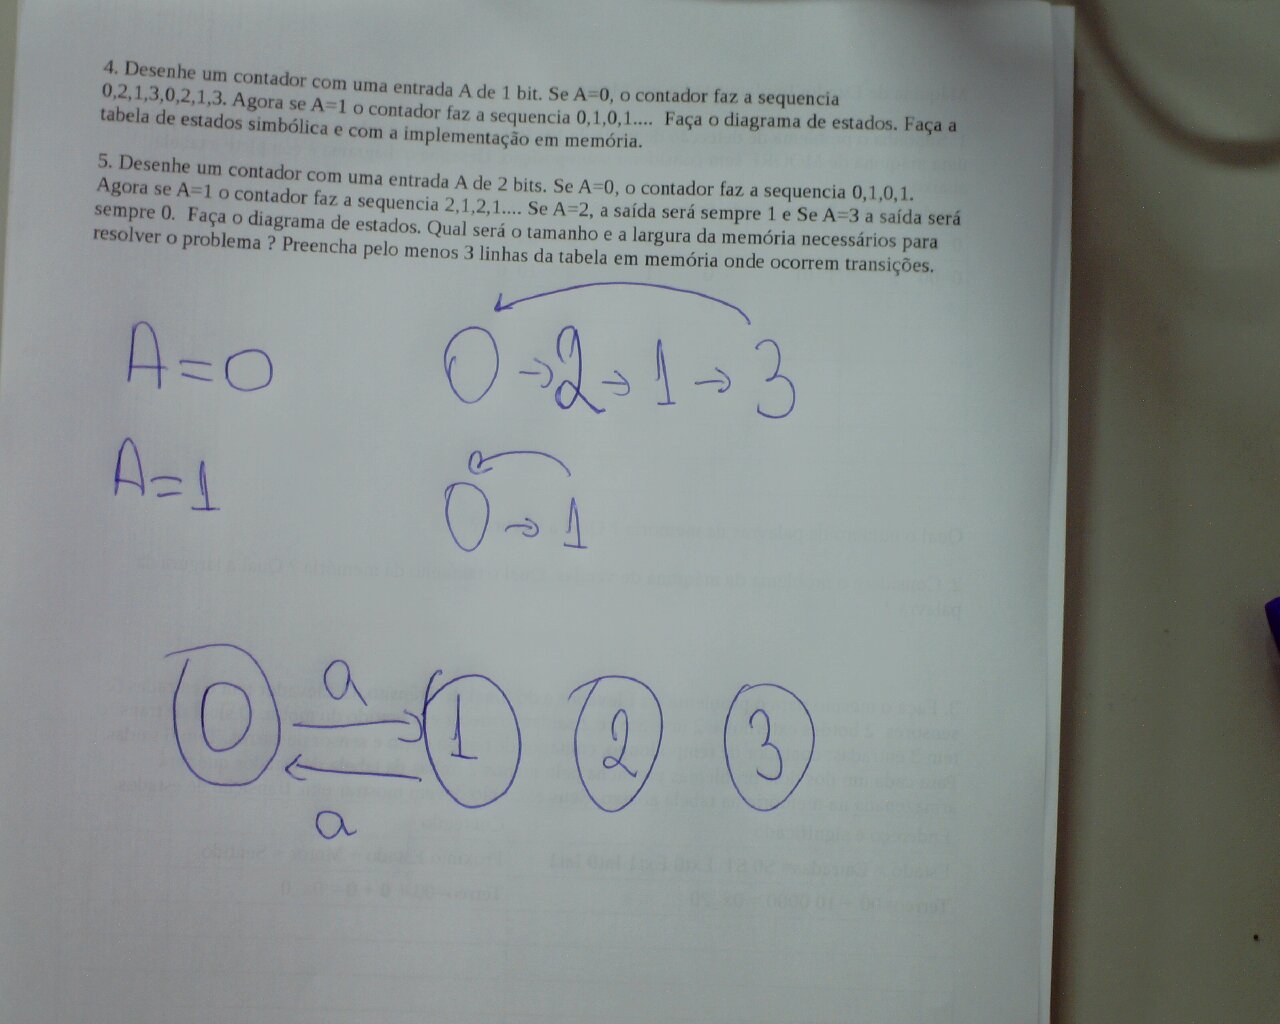 4. Desenhe um contador com uma entrada A de 1 bit. Se A=0, o contador faz a sequencia
0,2,1,3,0,2,1,3. Agora se A=1 o contador faz a sequencia 0,1,0,1.... Faça o diagrama de estados. Faça a
tabela de estados simbólica e com a implementação em memória.
5. Desenhe um contador com uma entrada A de 2 bits. Se A=0, o contador faz a sequencia 0,1,0,1.
Agora se A=1 o contador faz a sequencia 2,1,2,1.... Se A=2, a saída será sempre 1 e Se A=3 a saída será
sempre 0. Faça o diagrama de estados. Qual será o tamanho e a largura da memória necessários para
resolver o problema ? Preencha pelo menos 3 linhas da tabela em memória onde ocorrem transições.
A=0 0→2→1→3
A=1 0→1
a
0 1 2 3
a